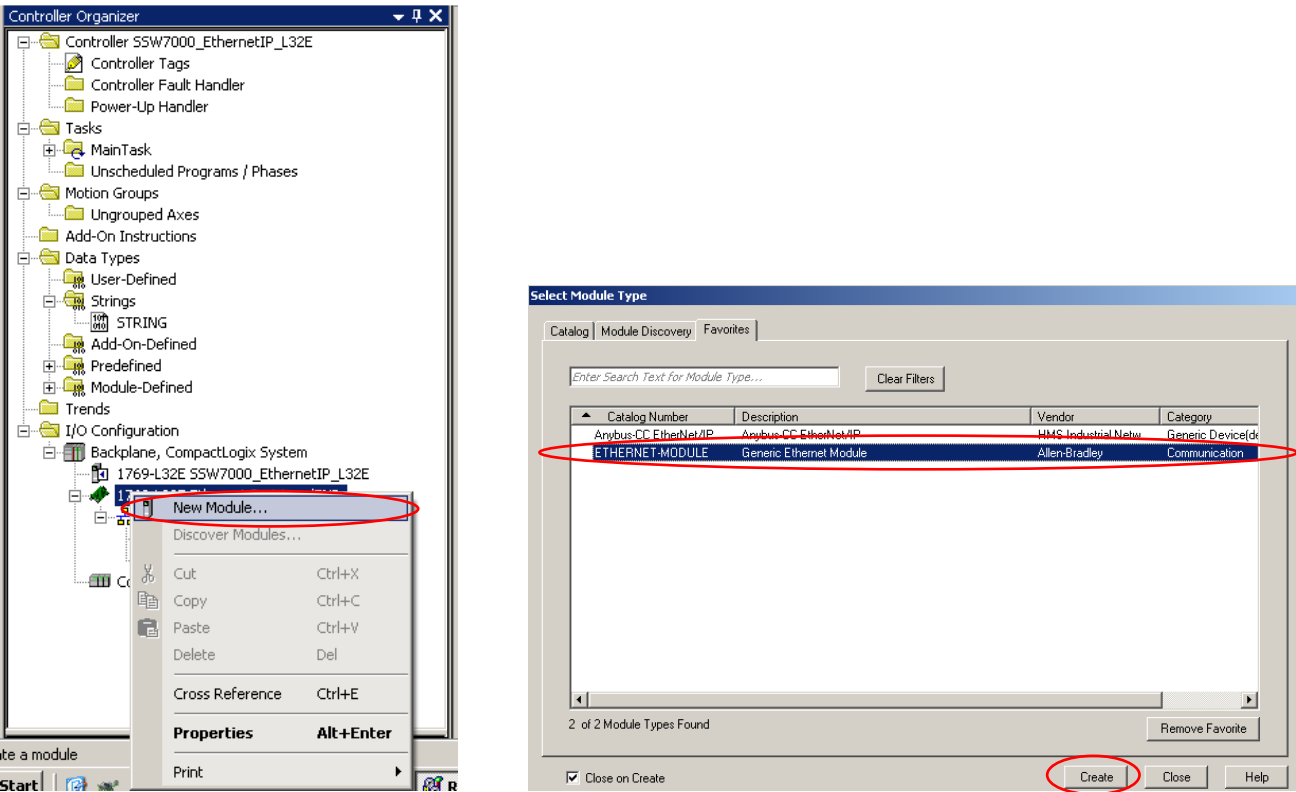 Controller Organizer
Controller SSW7000_EthernetIP_L32E
Controller Tags
Controller Fault Handler
Power-Up Handler
Tasks
MainTask
Unscheduled Programs / Phases
Motion Groups
Ungrouped Axes
Add-On Instructions
Data Types
User-Defined
Strings
STRING
Add-On-Defined
Predefined
Module-Defined
Trends
I/O Configuration
Backplane, CompactLogix System
1769-L32E SSW7000_EthernetIP_L32E
New Module...
Discover Modules...
Cut Ctrl+X
Copy Ctrl+C
Paste Ctrl+V
Delete Del
Cross Reference Ctrl+E
Properties Alt+Enter
Print
a module
Start
Select Module Type
Catalog Module Discovery Favorites
Enter Search Text for Module Type... Clear Filters
Catalog Number Description Vendor Category
Anybus-CC EtherNet/IP Anybus-CC EtherNet/IP HMS Industrial Netw Generic Device(de
ETHERNET-MODULE Generic Ethernet Module Allen-Bradley Communication
2 of 2 Module Types Found
Remove Favorite
Close on Create Create Close Help